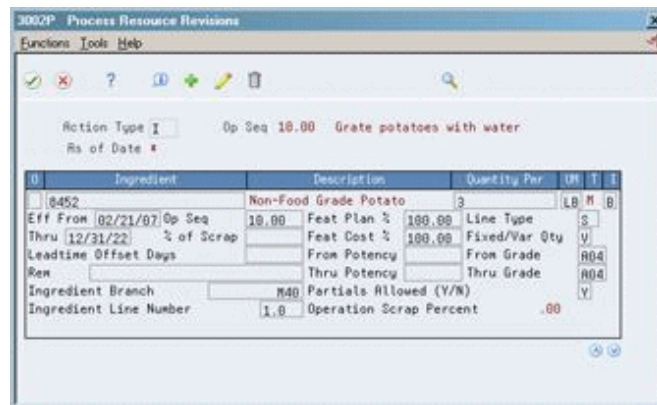 3002P Process Resource Revisions
Functions Tools Help
Action Type I Op Seq 10.00 Grate potatoes with water
As of Date *
O Ingredient Description Quantity Per UM T I
8452 Non-Food Grade Potato 3 LB M B
Eff From 02/21/07 Op Seq 10.00 Feat Plan % 100.00 Line Type S
Thru 12/31/22 % of Scrap Feat Cost % 100.00 Fixed/Var Qty V
Leadtime Offset Days From Potency From Grade A04
Rem Thru Potency Thru Grade A04
Ingredient Branch M40 Partials Allowed (Y/N) Y
Ingredient Line Number 1.0 Operation Scrap Percent .00